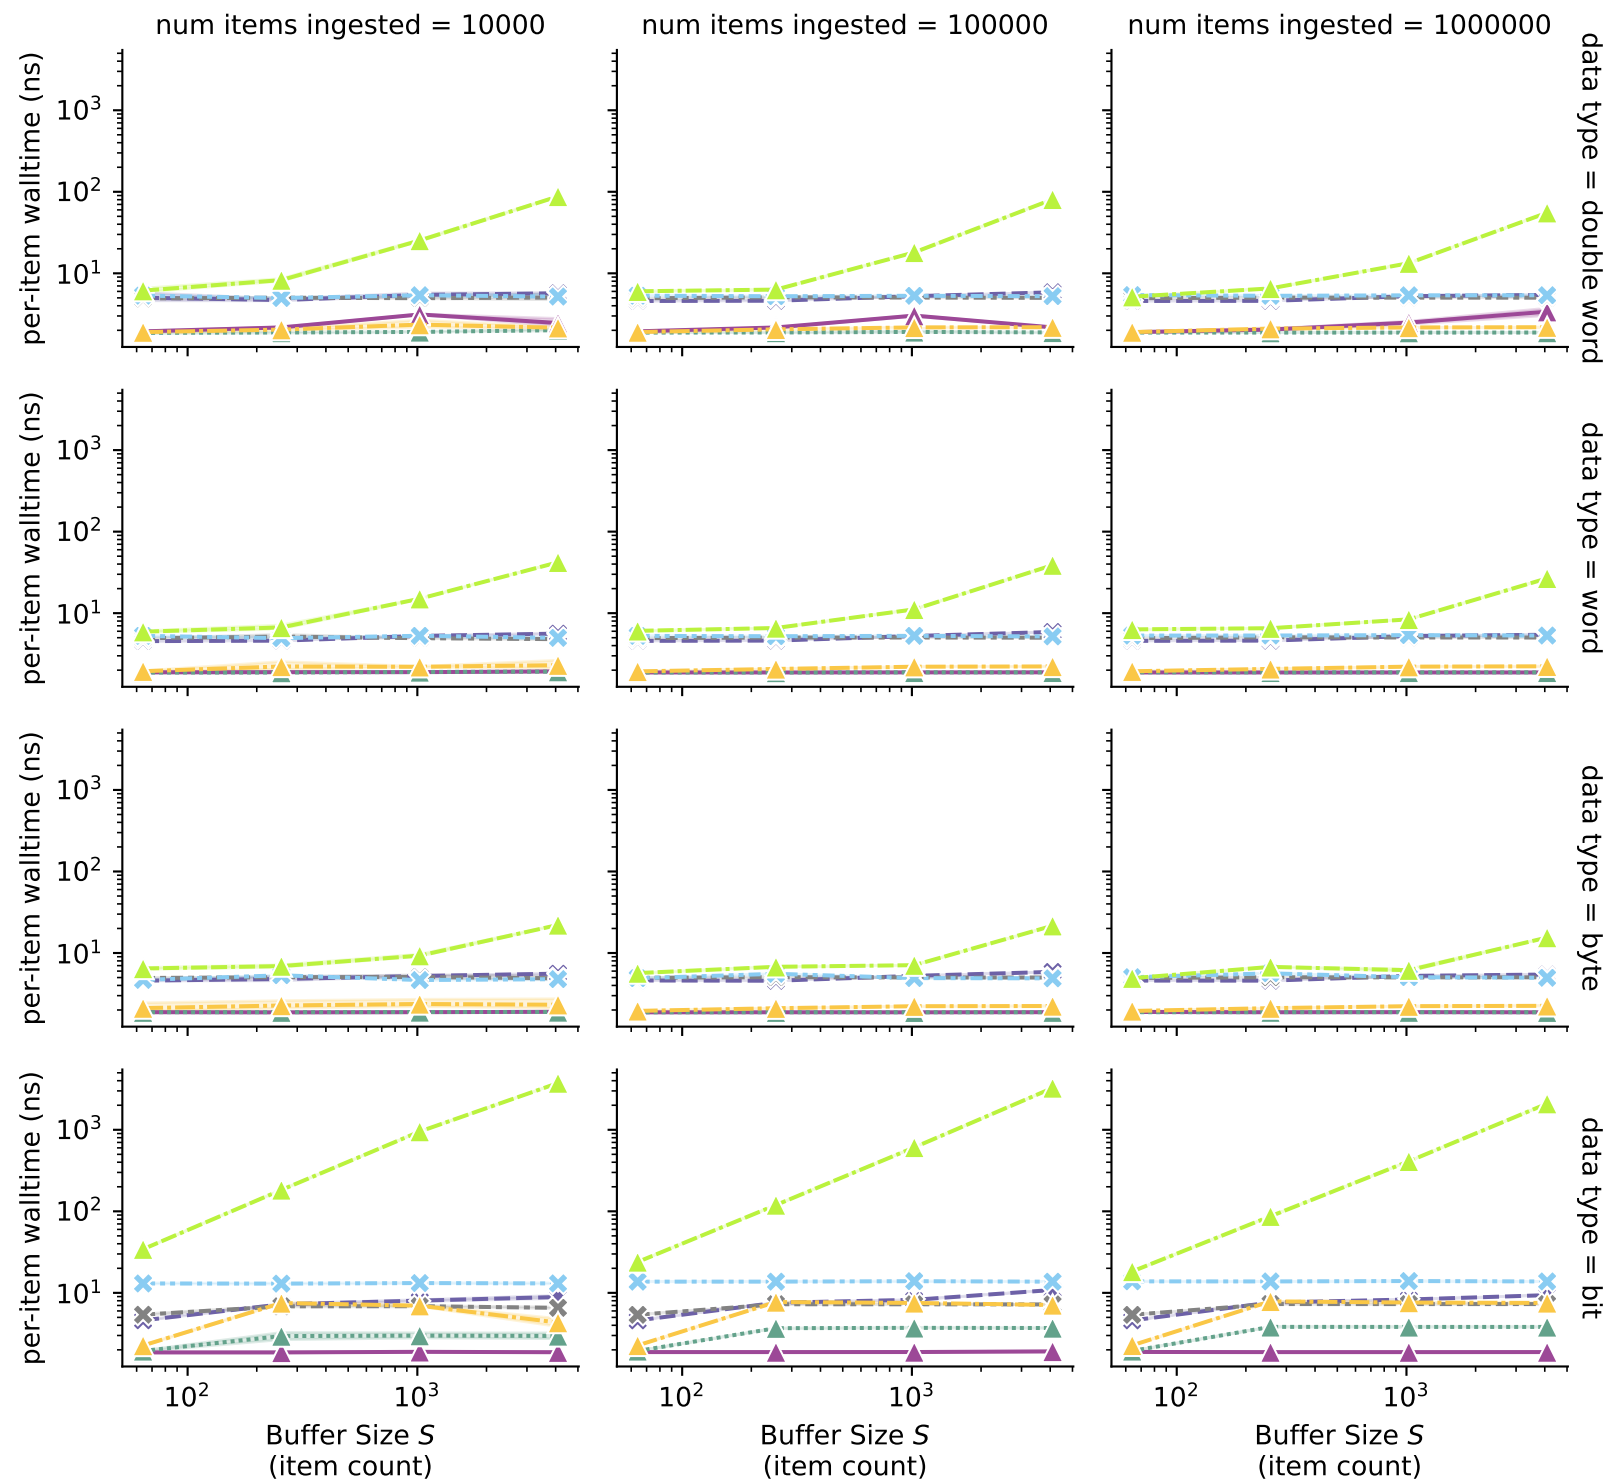 num items ingested = 10000
num items ingested = 100000
num items ingested = 1000000
per-item walltime (ns)
10³
10²
10¹
data type = double word
per-item walltime (ns)
10³
10²
10¹
data type = word
per-item walltime (ns)
10³
10²
10¹
data type = byte
per-item walltime (ns)
10³
10²
10¹
data type = bit
10² 10³
10² 10³
10² 10³
Buffer Size S
(item count)
Buffer Size S
(item count)
Buffer Size S
(item count)